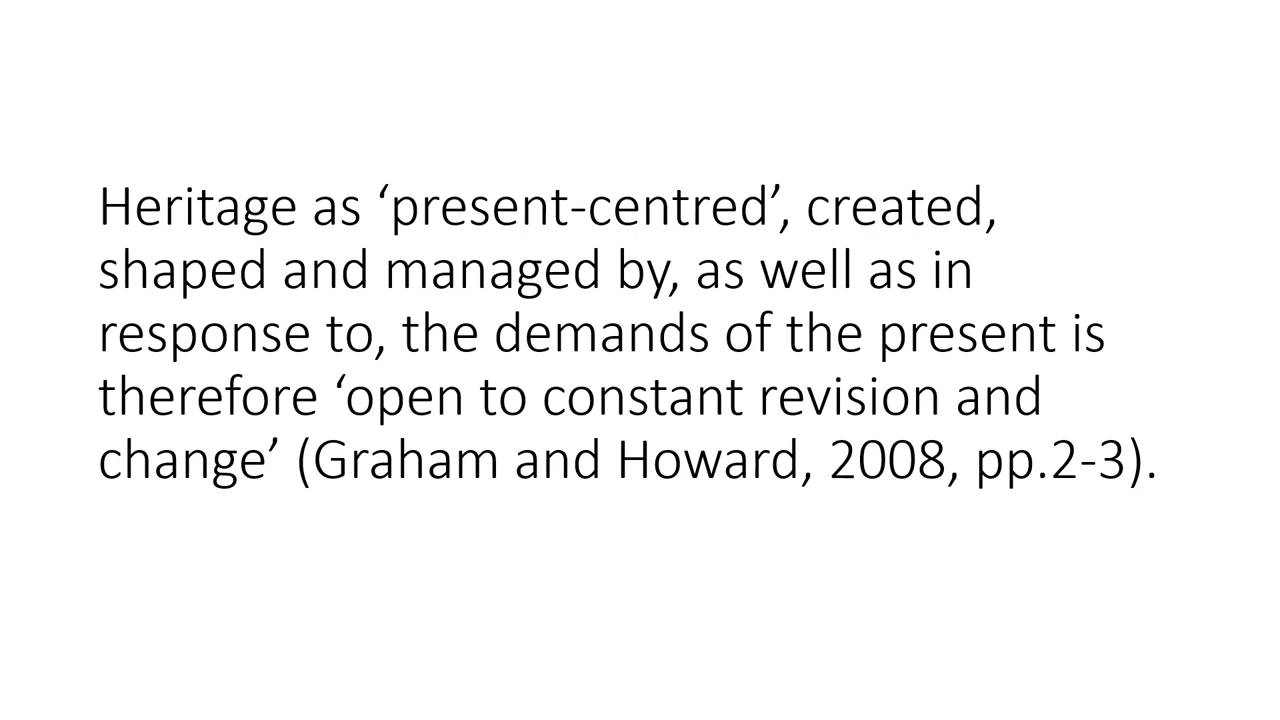 Heritage as ‘present-centred’, created,
shaped and managed by, as well as in
response to, the demands of the present is
therefore ‘open to constant revision and
change’ (Graham and Howard, 2008, pp.2-3).